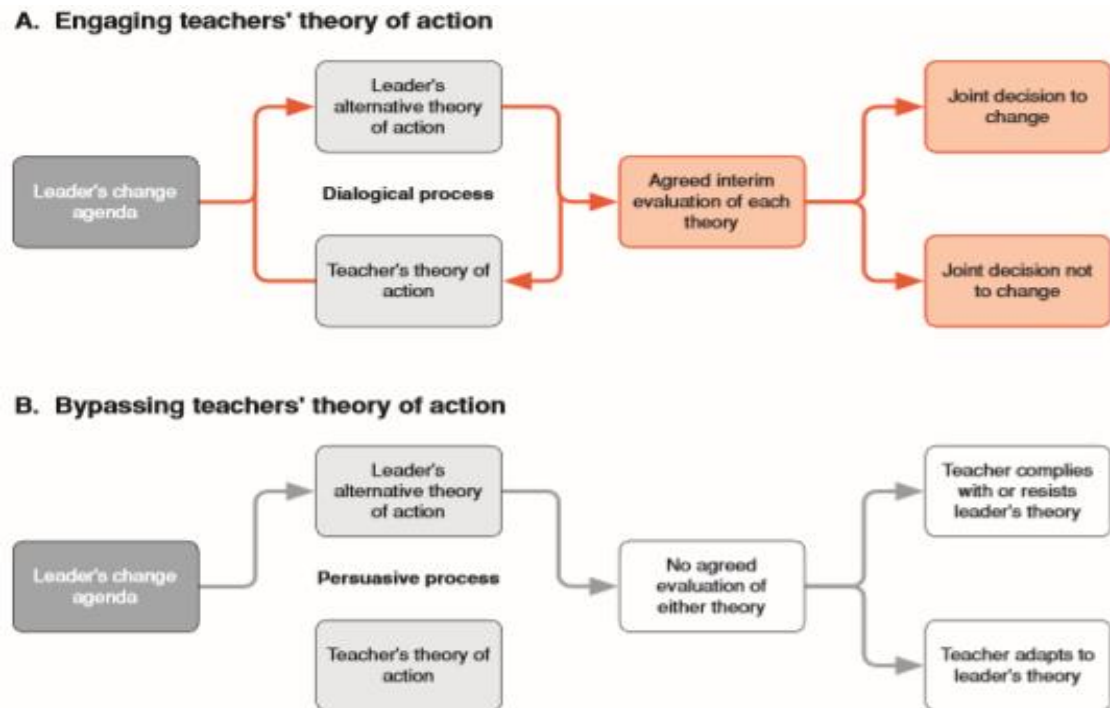 A. Engaging teachers' theory of action
Leader's
alternative theory
of action
Joint decision to
change
Leader's change
agenda
Dialogical process
Agreed interim
evaluation of each
theory
Teacher's theory of
action
Joint decision not
to change
B. Bypassing teachers' theory of action
Leader's
alternative theory
of action
Teacher complies
with or resists
leader's theory
Leader's change
agenda
Persuasive process
No agreed
evaluation of
either theory
Teacher's theory of
action
Teacher adapts to
leader's theory